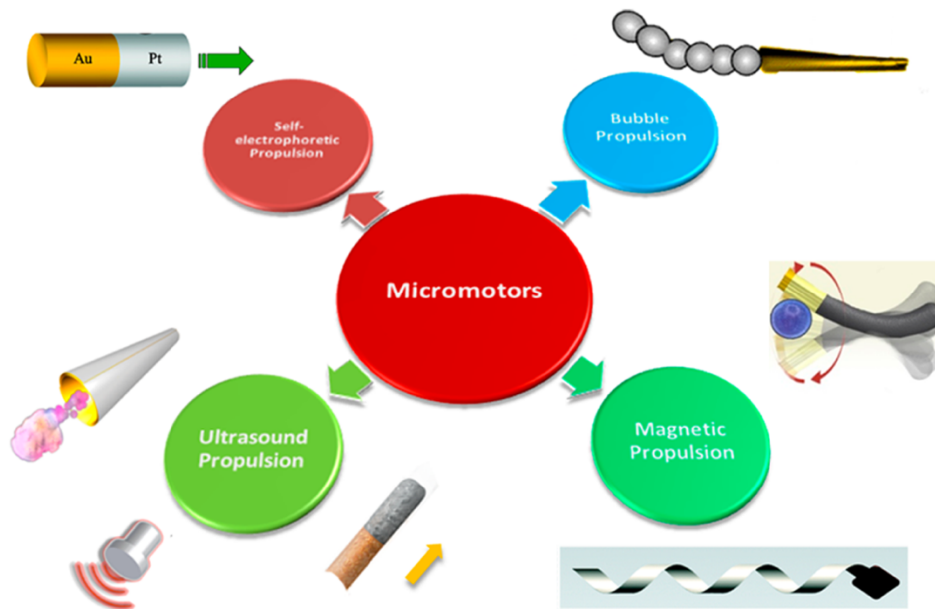 Au Pt
Self-
electrophoretic
Propulsion
Bubble
Propulsion
Micromotors
Ultrasound
Propulsion
Magnetic
Propulsion